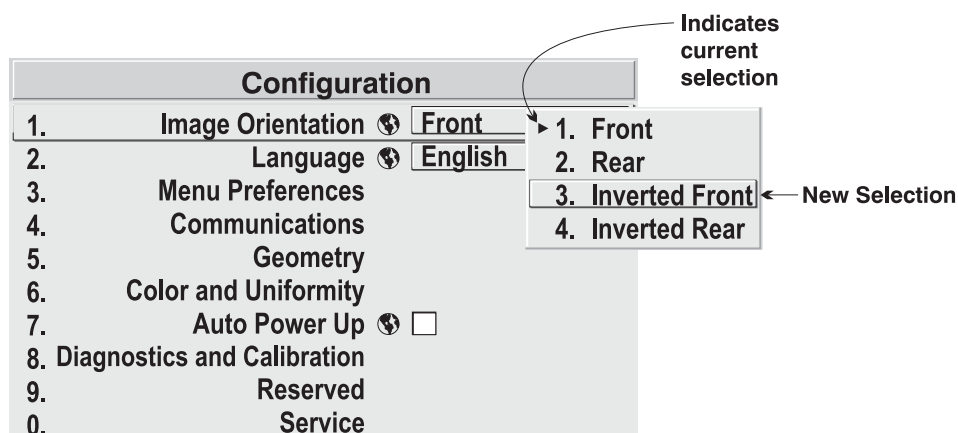 Indicates
current
selection
Configuration
1. Image Orientation Front
2. Language English
3. Menu Preferences
4. Communications
5. Geometry
6. Color and Uniformity
7. Auto Power Up
8. Diagnostics and Calibration
9. Reserved
0. Service
1. Front
2. Rear
3. Inverted Front
4. Inverted Rear
New Selection